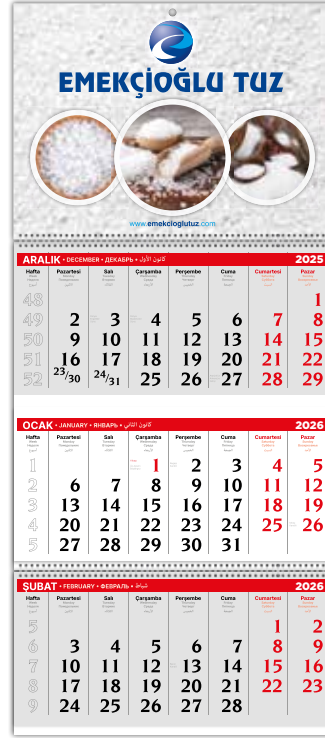 EMEKÇİOĞLU TUZ
www.emekcioglutuz.com
ARALIK • DECEMBER • ДЕКАБРЬ • كانون الأول 2025
Hafta Pazartesi Salı Çarşamba Perşembe Cuma Cumartesi Pazar
48 1
49 2 3 4 5 6 7 8
50 9 10 11 12 13 14 15
51 16 17 18 19 20 21 22
52 23/30 24/31 25 26 27 28 29
OCAK • JANUARY • ЯНВАРЬ • كانون الثاني 2026
Hafta Pazartesi Salı Çarşamba Perşembe Cuma Cumartesi Pazar
1 1 2 3 4 5
2 6 7 8 9 10 11 12
3 13 14 15 16 17 18 19
4 20 21 22 23 24 25 26
5 27 28 29 30 31
ŞUBAT • FEBRUARY • ФЕВРАЛЬ • شباط 2026
Hafta Pazartesi Salı Çarşamba Perşembe Cuma Cumartesi Pazar
5 1 2
6 3 4 5 6 7 8 9
7 10 11 12 13 14 15 16
8 17 18 19 20 21 22 23
9 24 25 26 27 28